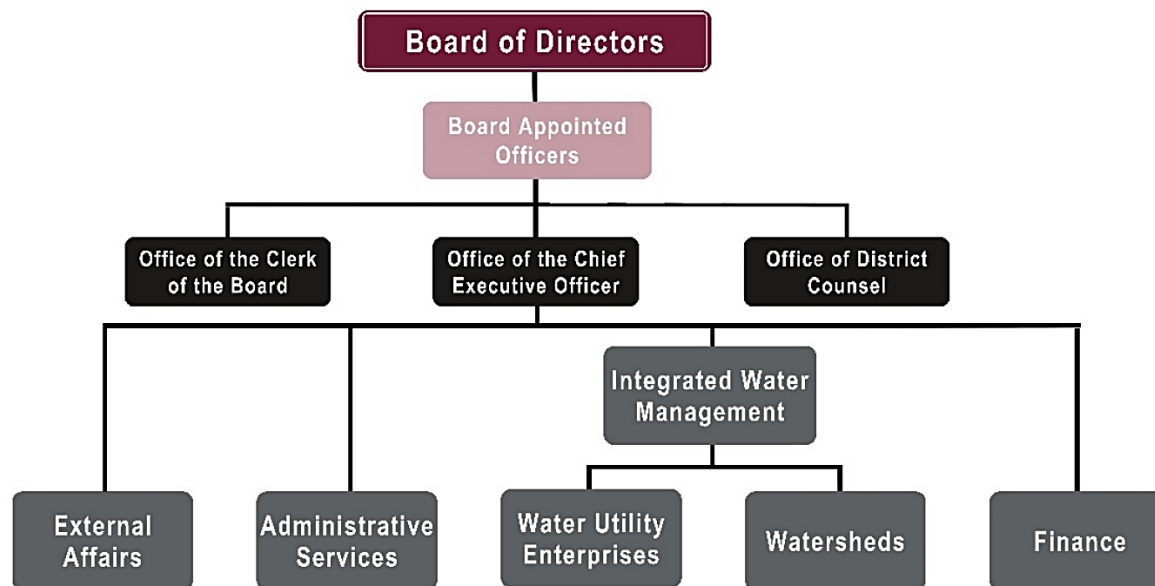 Board of Directors
Board Appointed
Officers
Office of the Clerk
of the Board
Office of the Chief
Executive Officer
Office of District
Counsel
Integrated Water
Management
External
Affairs
Administrative
Services
Water Utility
Enterprises
Watersheds
Finance